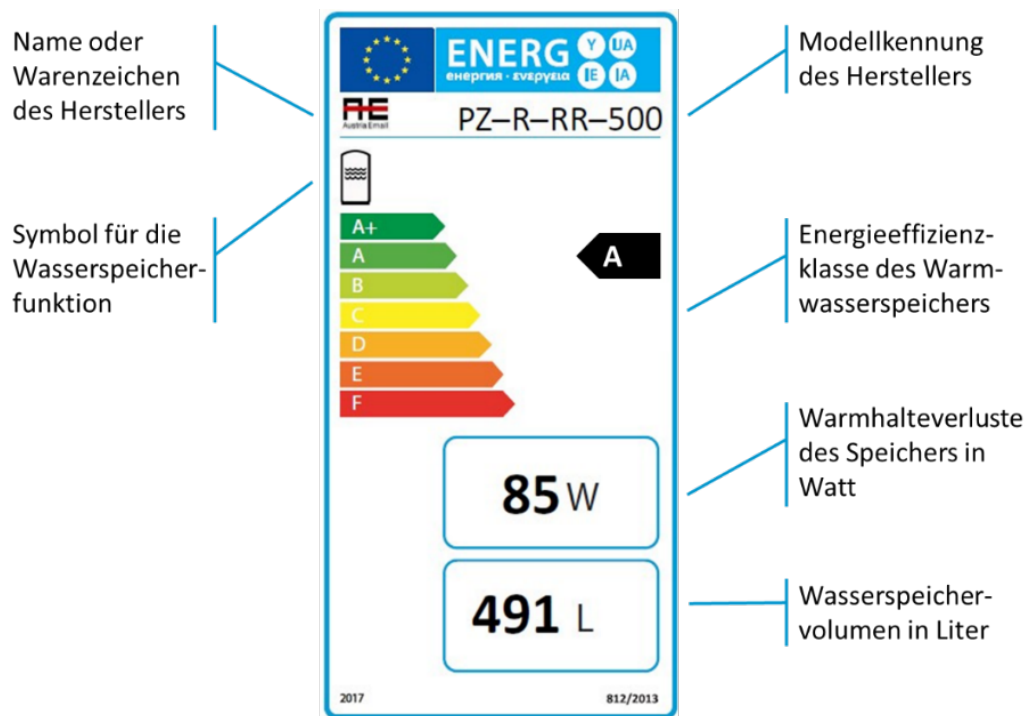 Name oder
Warenzeichen
des Herstellers
Symbol für die
Wasserspeicher-
funktion
ENERG
енергия · ενεργεια
Y UA
IE IA
Austria Email
PZ–R–RR–500
A+
A
B
C
D
E
F
A
85 W
491 L
2017
812/2013
Modellkennung
des Herstellers
Energieeffizienz-
klasse des Warm-
wasserspeichers
Warmhalteverluste
des Speichers in
Watt
Wasserspeicher-
volumen in Liter